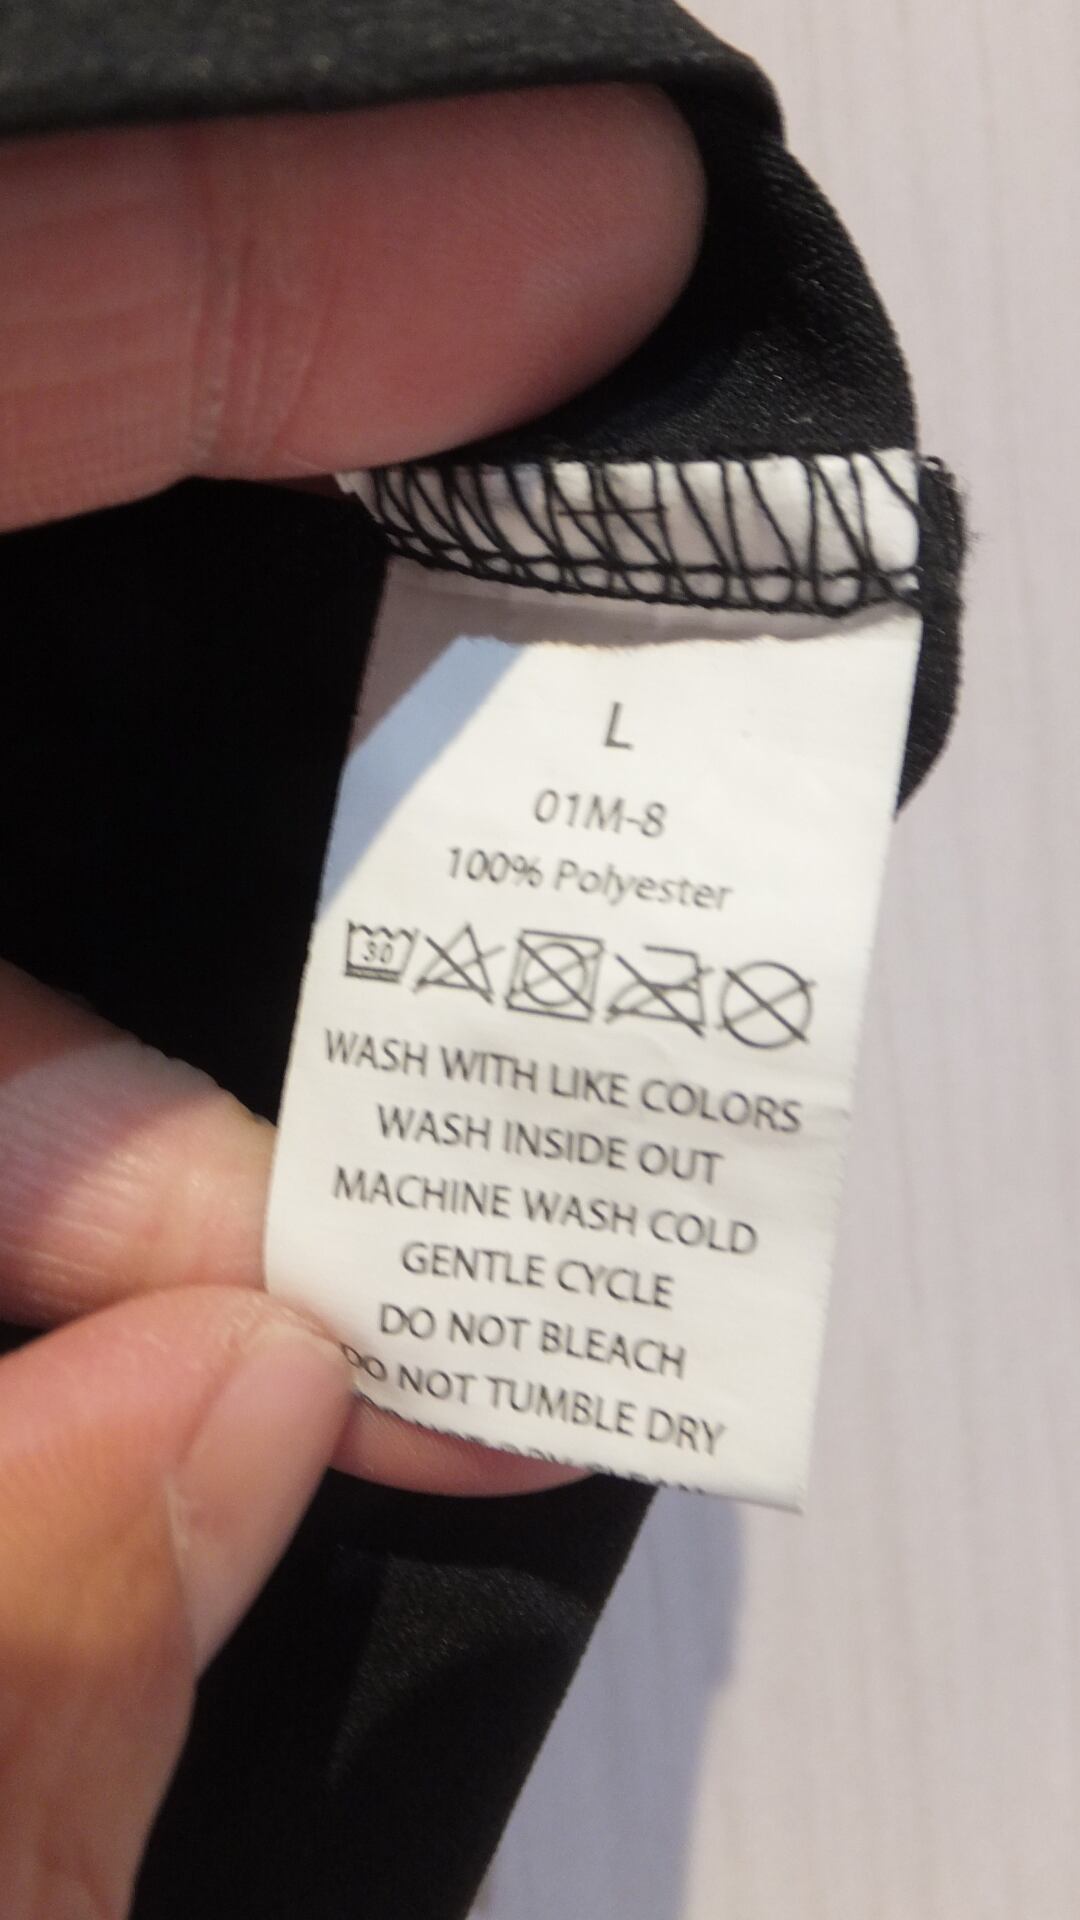 L
01M-8
100% Polyester
30
WASH WITH LIKE COLORS
WASH INSIDE OUT
MACHINE WASH COLD
GENTLE CYCLE
DO NOT BLEACH
DO NOT TUMBLE DRY